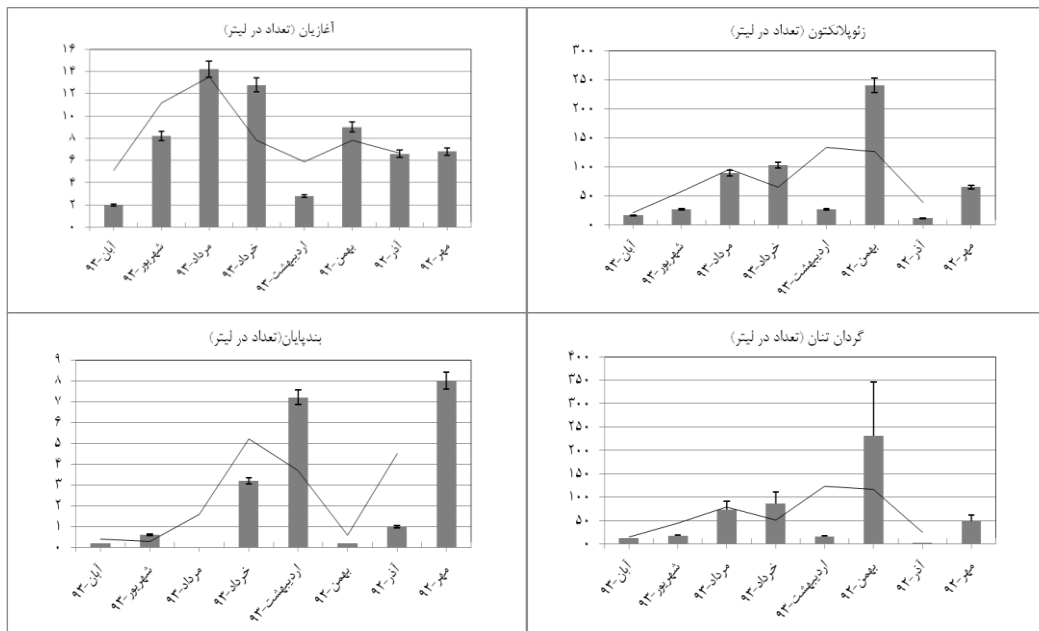 زئوپلانکتون (تعداد در لیتر)
۳۰۰
۲۵۰
۲۰۰
۱۵۰
۱۰۰
۵۰
۰
مهر-۹۲
آذر-۹۲
بهمن-۹۲
اردیبهشت-۹۳
خرداد-۹۳
مرداد-۹۳
شهریور-۹۳
آبان-۹۳
آغازیان (تعداد در لیتر)
۱۶
۱۴
۱۲
۱۰
۸
۶
۴
۲
۰
مهر-۹۲
آذر-۹۲
بهمن-۹۲
اردیبهشت-۹۳
خرداد-۹۳
مرداد-۹۳
شهریور-۹۳
آبان-۹۳
گردان تنان (تعداد در لیتر)
۴۰۰
۳۵۰
۳۰۰
۲۵۰
۲۰۰
۱۵۰
۱۰۰
۵۰
۰
مهر-۹۲
آذر-۹۲
بهمن-۹۲
اردیبهشت-۹۳
خرداد-۹۳
مرداد-۹۳
شهریور-۹۳
آبان-۹۳
بندپایان(تعداد در لیتر)
۹
۸
۷
۶
۵
۴
۳
۲
۱
۰
مهر-۹۲
آذر-۹۲
بهمن-۹۲
اردیبهشت-۹۳
خرداد-۹۳
مرداد-۹۳
شهریور-۹۳
آبان-۹۳